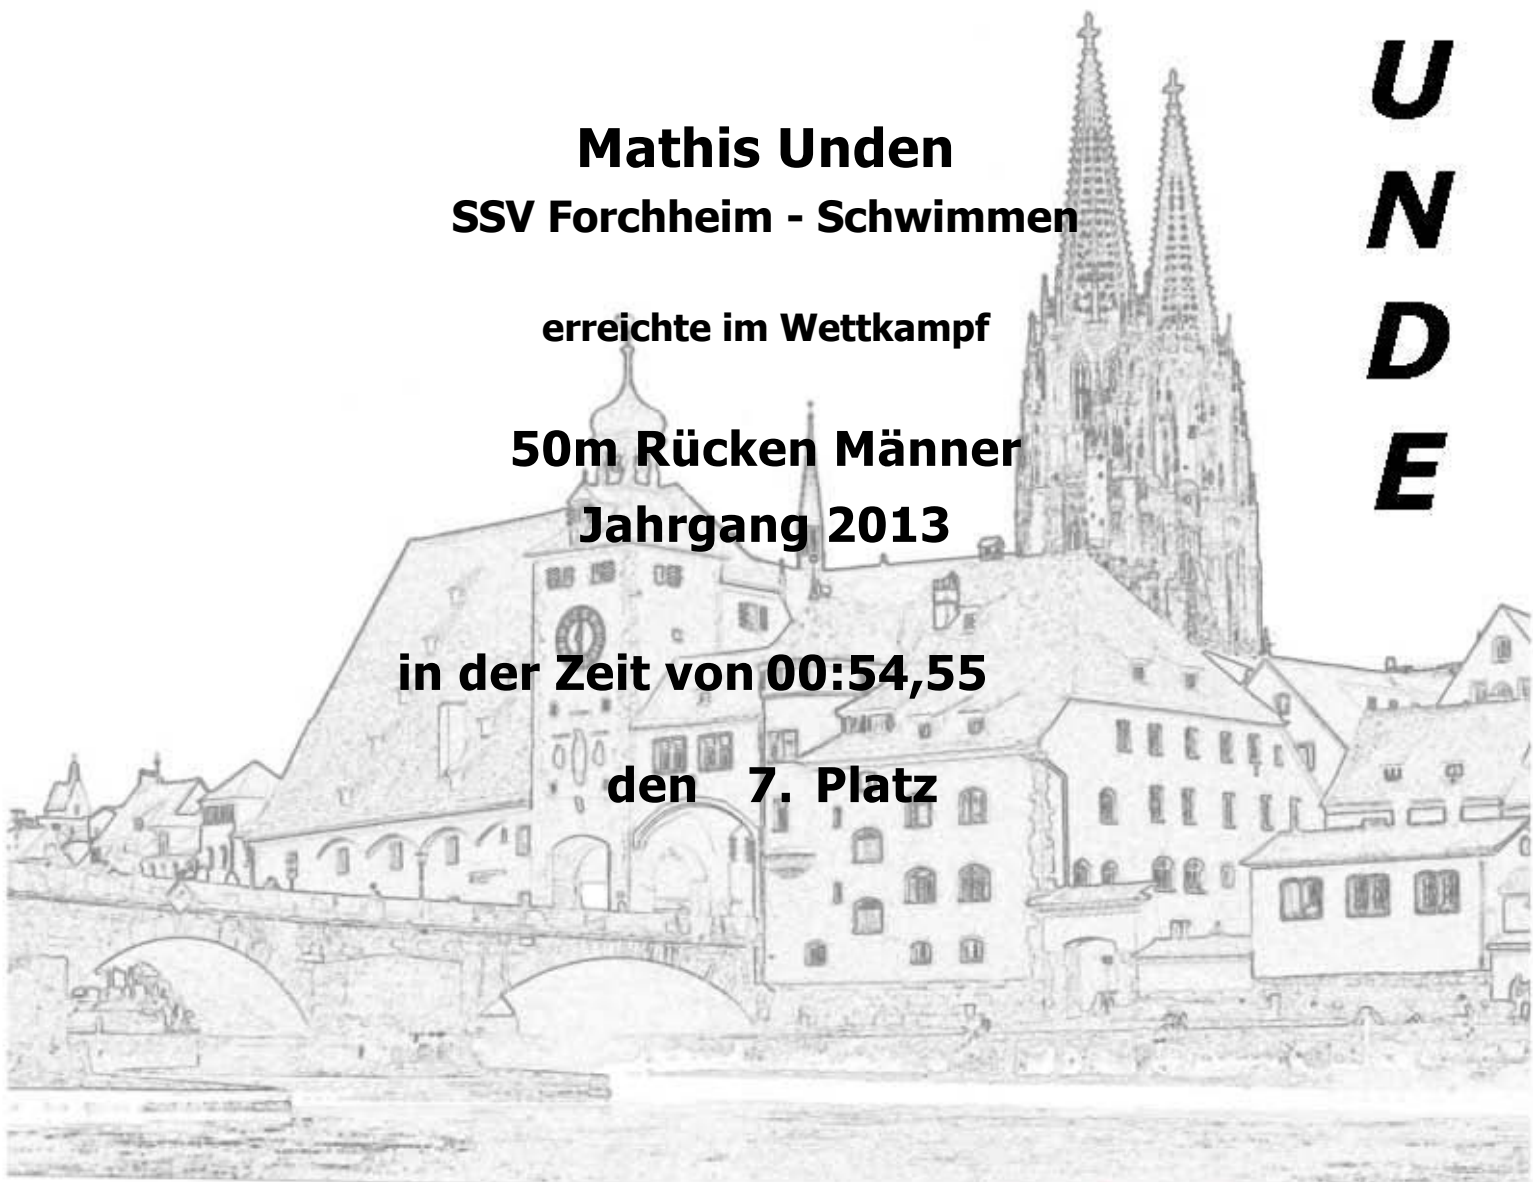 Mathis Unden
SSV Forchheim - Schwimmen
erreichte im Wettkampf
50m Rücken Männer
Jahrgang 2013
in der Zeit von 00:54,55
den 7. Platz
U
N
D
E